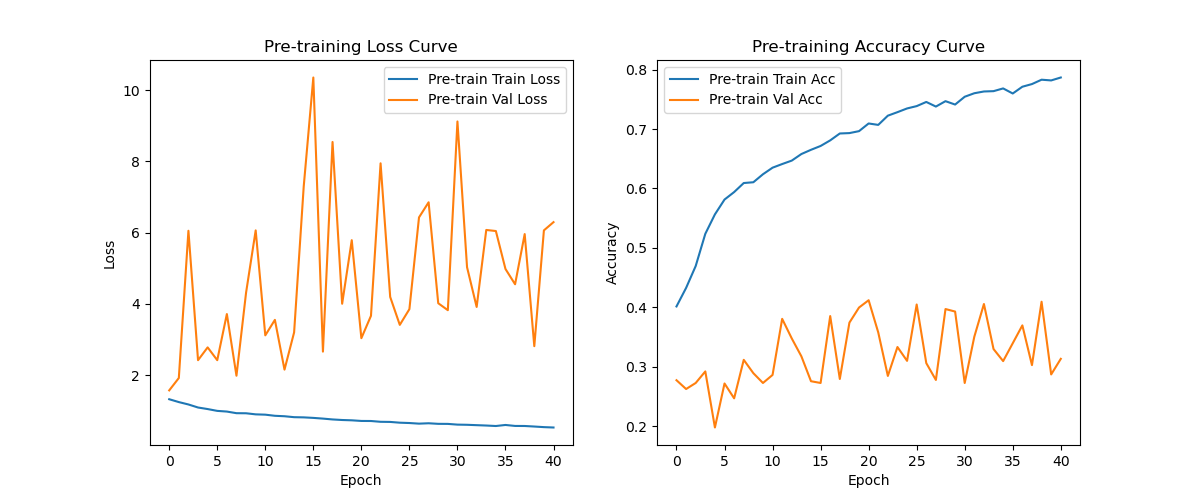 Pre-training Loss Curve
Pre-train Train Loss
Pre-train Val Loss
10
8
6
4
2
Loss
0 5 10 15 20 25 30 35 40
Epoch
Pre-training Accuracy Curve
Pre-train Train Acc
Pre-train Val Acc
0.8
0.7
0.6
0.5
0.4
0.3
0.2
Accuracy
0 5 10 15 20 25 30 35 40
Epoch